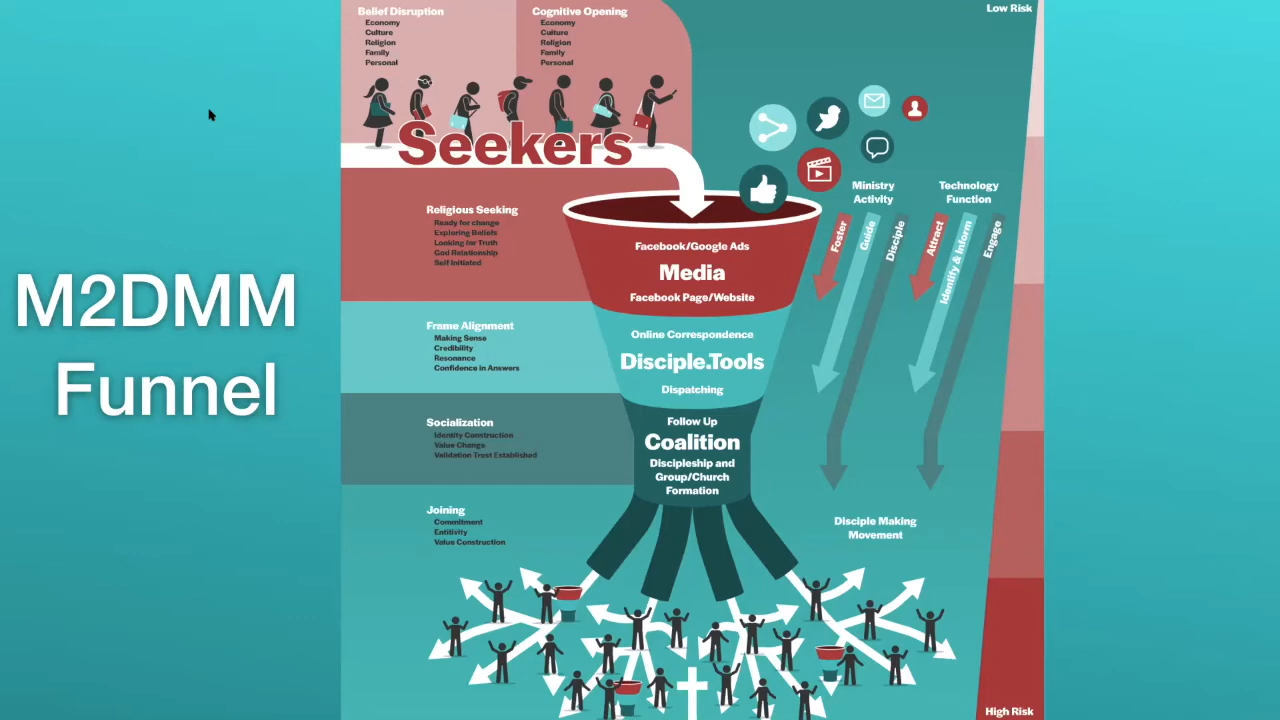 M2DMM
Funnel
Belief Disruption
Economy
Culture
Religion
Family
Personal
Cognitive Opening
Economy
Culture
Religion
Family
Personal
Seekers
Religious Seeking
Ready for change
Exploring Beliefs
Looking for Truth
God Relationship
Self Initiated
Frame Alignment
Making Sense
Credibility
Resonance
Confidence in Answers
Socialization
Identity Construction
Value Change
Validation Trust Established
Joining
Commitment
Entitivity
Value Construction
Facebook/Google Ads
Media
Facebook Page/Website
Online Correspondence
Disciple.Tools
Dispatching
Follow Up
Coalition
Discipleship and
Group/Church
Formation
Ministry
Activity
Foster
Guide
Disciple
Technology
Function
Attract
Identify & Inform
Engage
Disciple Making
Movement
Low Risk
High Risk